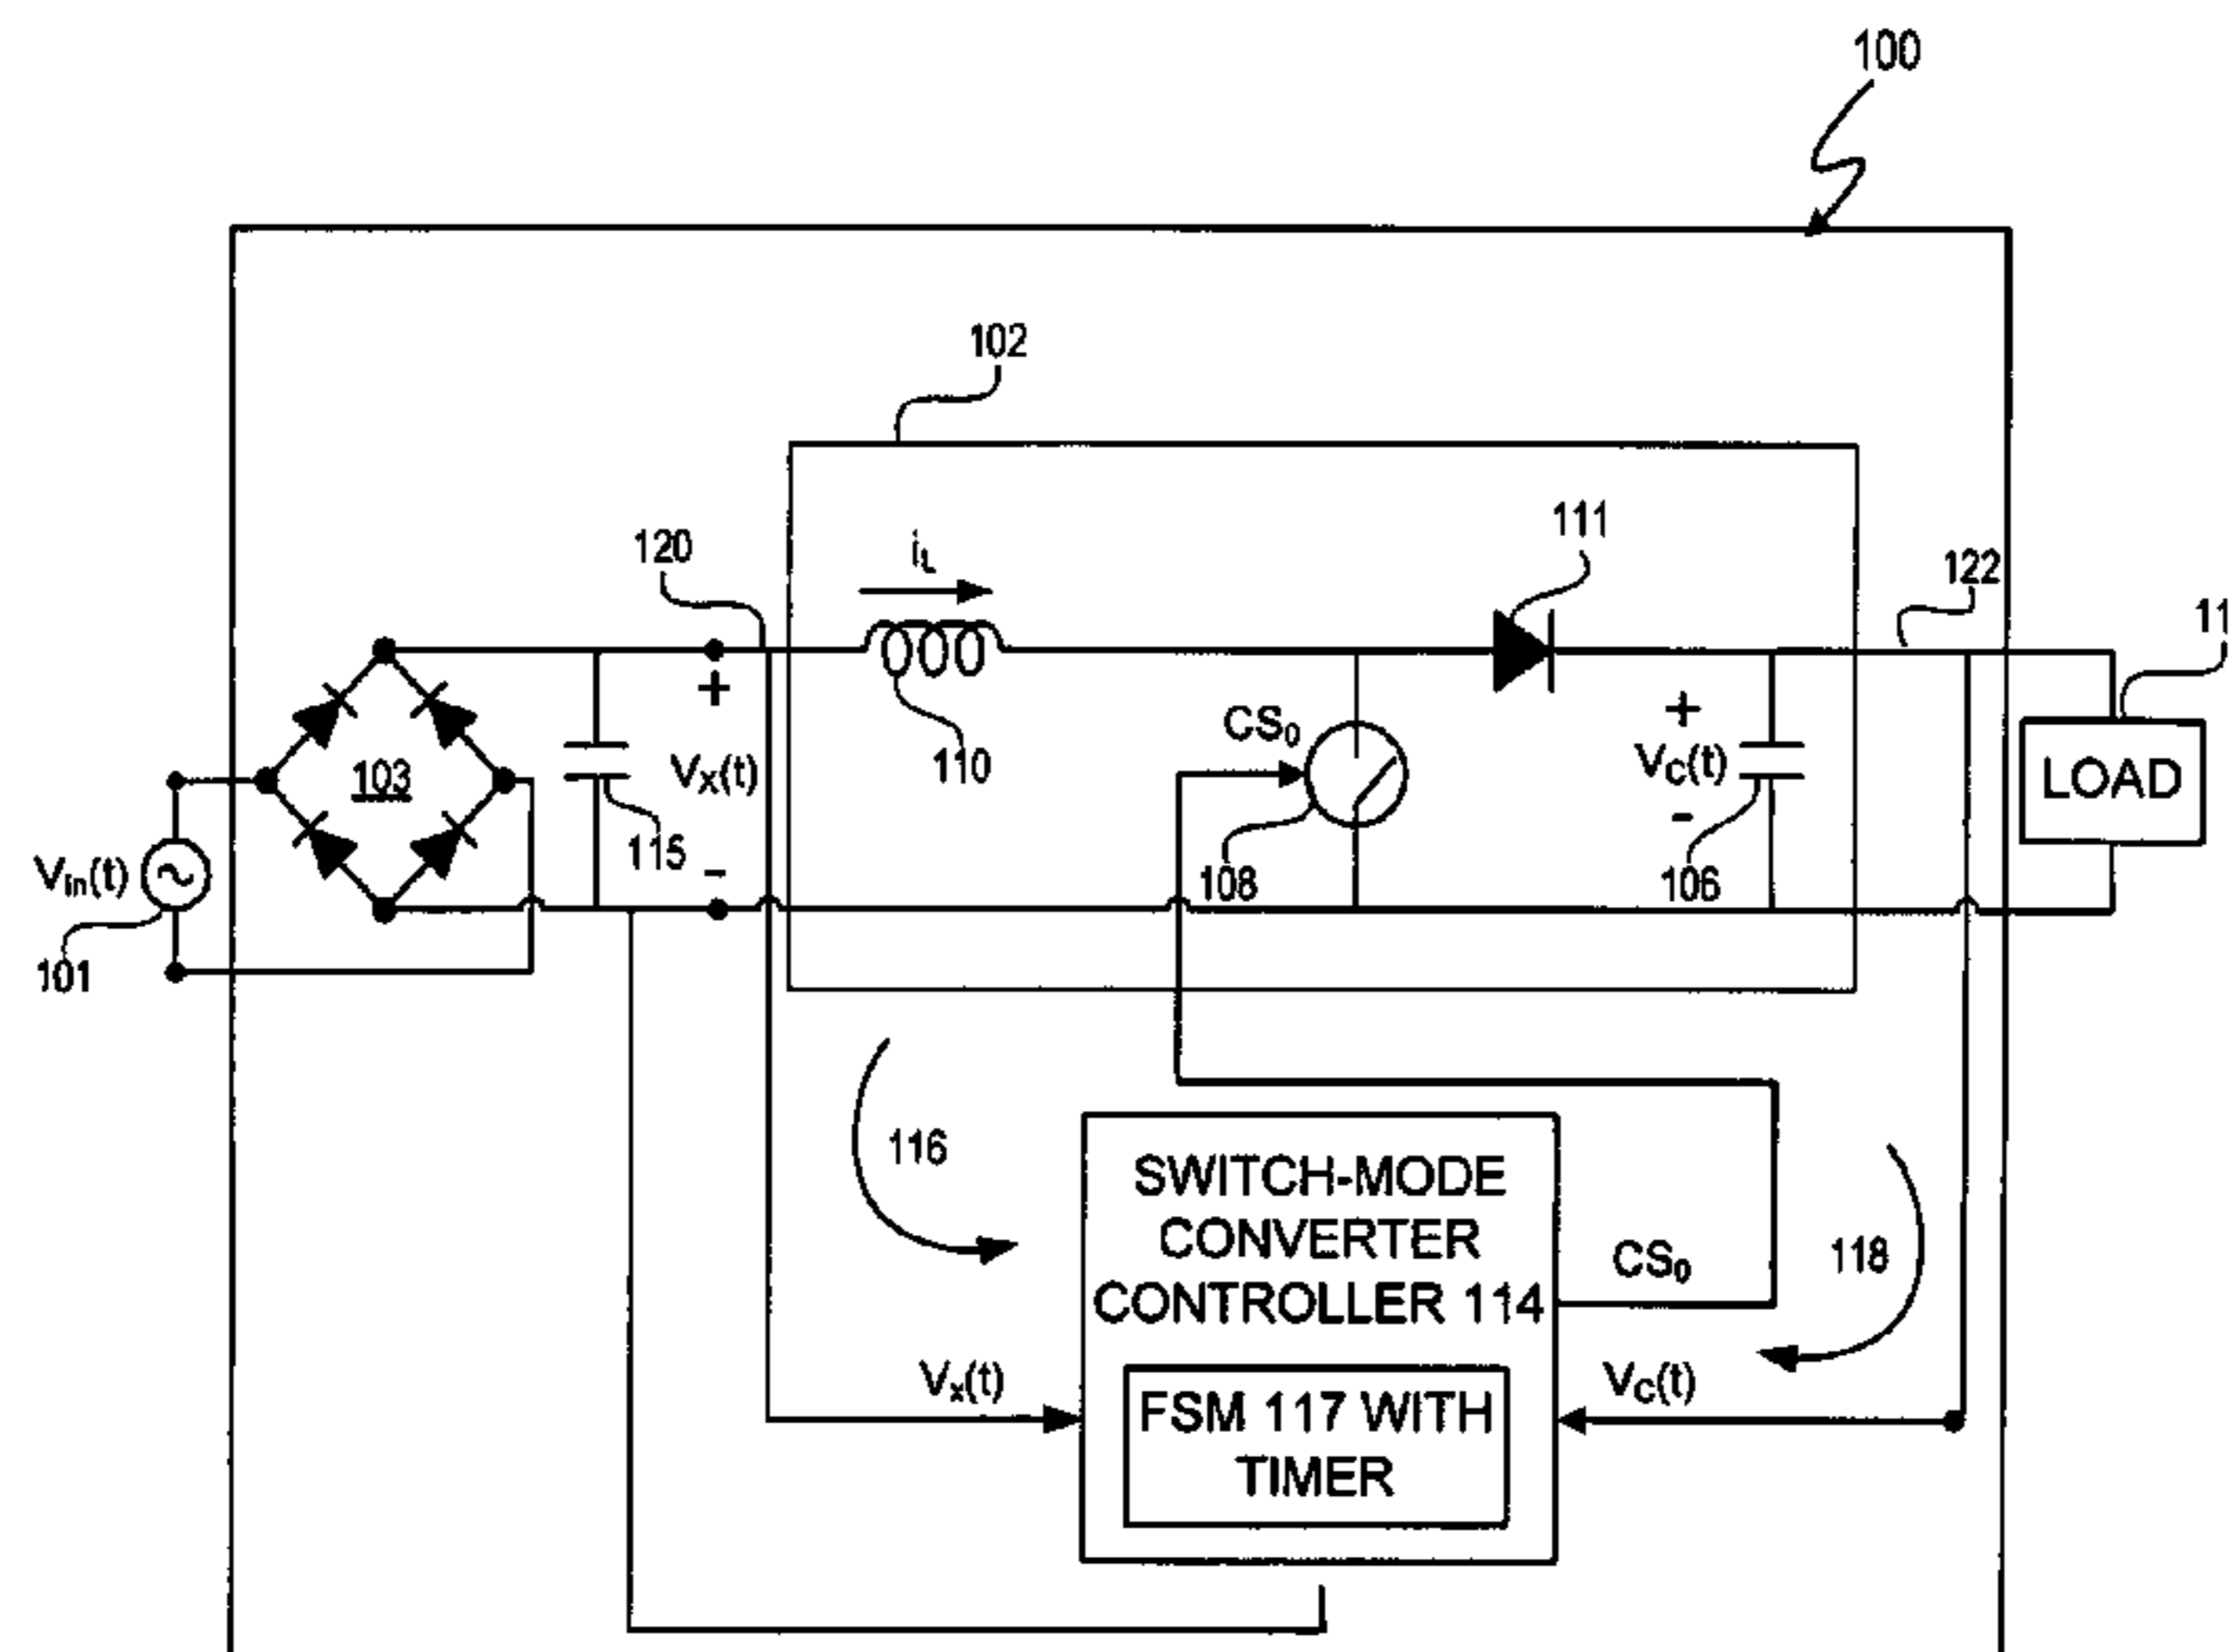 100
102
111
120
iL
122
11
+
CS0
+
110
VX(t)
VC(t)
LOAD
103
Vin(t)
115
-
108
106
-
101
116
SWITCH-MODE
CONVERTER
CONTROLLER 114
CS0
118
Vx(t)
VC(t)
FSM 117 WITH
TIMER